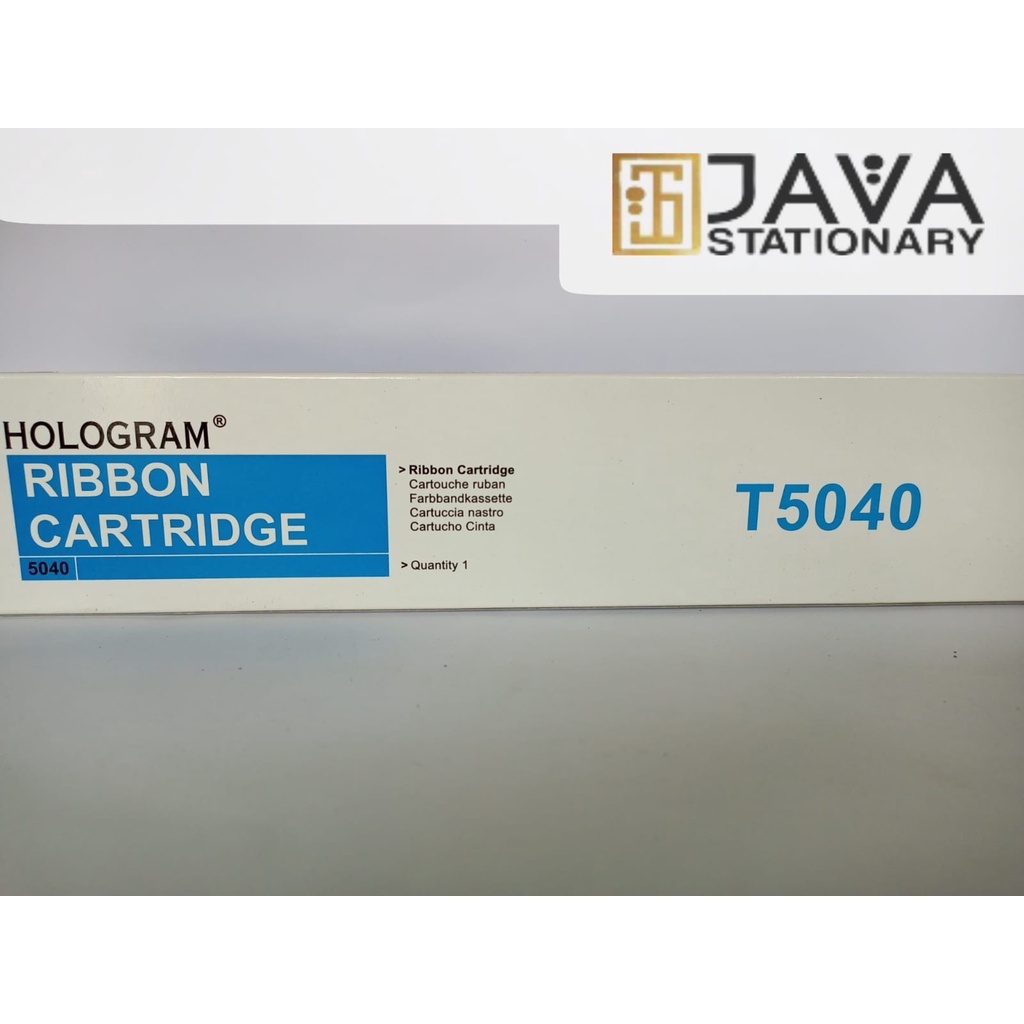 JAVA
STATIONARY
HOLOGRAM®
RIBBON
CARTRIDGE
5040
> Ribbon Cartridge
Cartouche ruban
Farbbandkassette
Cartuccia nastro
Cartucho Cinta
> Quantity 1
T5040